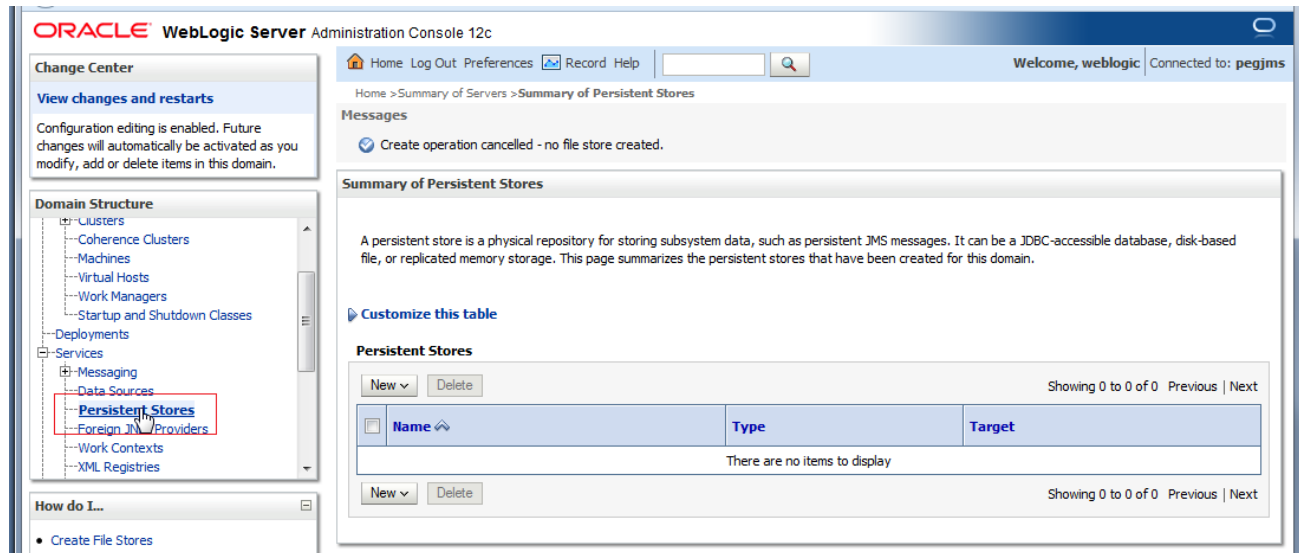 ORACLE WebLogic Server Administration Console 12c
Change Center
View changes and restarts
Configuration editing is enabled. Future
changes will automatically be activated as you
modify, add or delete items in this domain.
Domain Structure
Clusters
Coherence Clusters
Machines
Virtual Hosts
Work Managers
Startup and Shutdown Classes
Deployments
Services
Messaging
Data Sources
Persistent Stores
Foreign Providers
Work Contexts
XML Registries
How do I...
Create File Stores
Home Log Out Preferences Record Help
Welcome, weblogic Connected to: pegjms
Home >Summary of Servers >Summary of Persistent Stores
Messages
Create operation cancelled - no file store created.
Summary of Persistent Stores
A persistent store is a physical repository for storing subsystem data, such as persistent JMS messages. It can be a JDBC-accessible database, disk-based
file, or replicated memory storage. This page summarizes the persistent stores that have been created for this domain.
Customize this table
Persistent Stores
New Delete Showing 0 to 0 of 0 Previous | Next
Name Type Target
There are no items to display
New Delete Showing 0 to 0 of 0 Previous | Next